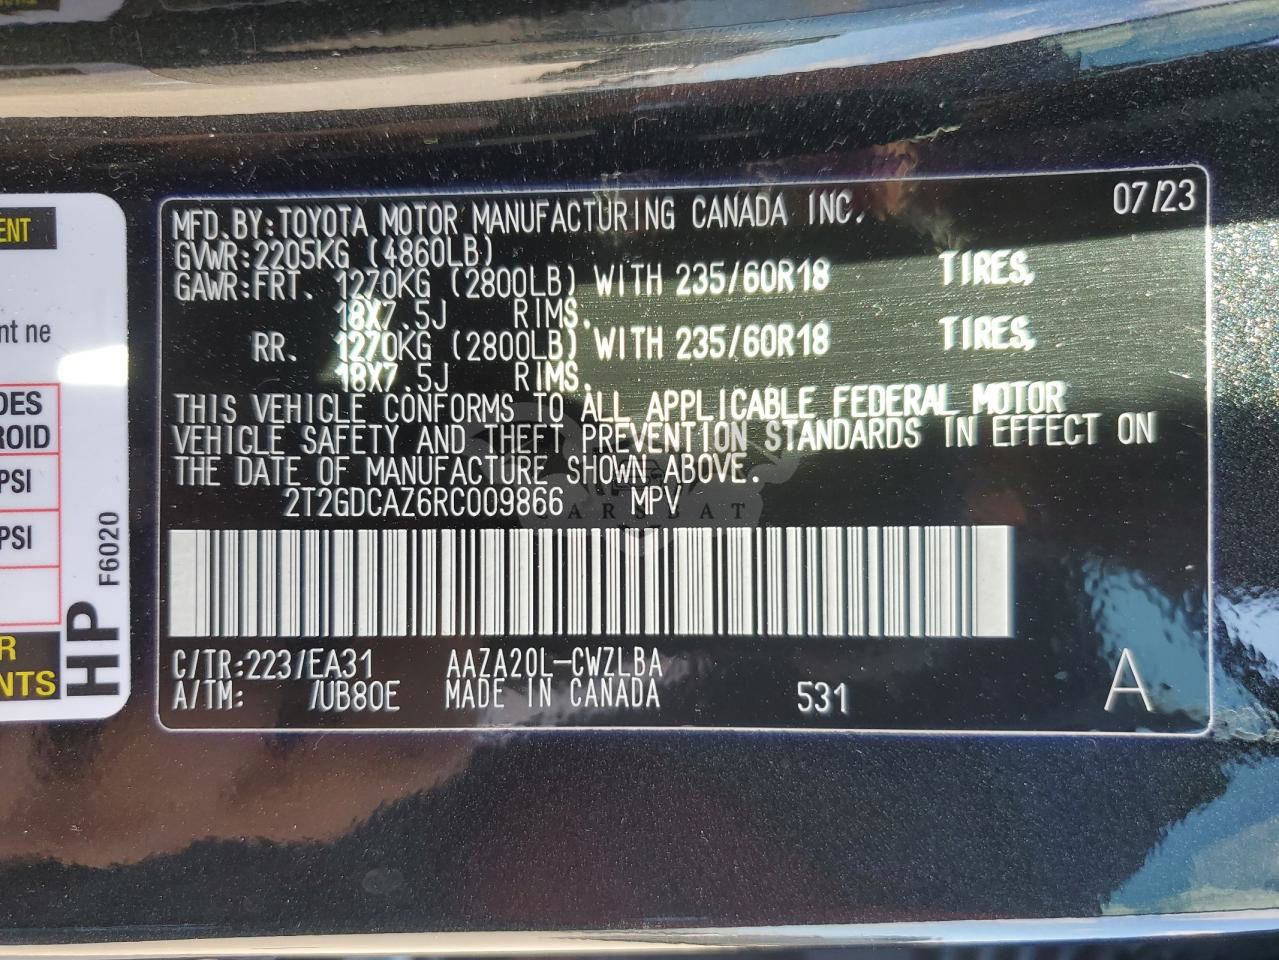 07/23
MFD.BY:TOYOTA MOTOR MANUFACTURING CANADA INC.
GVWR:2205KG (4860LB)
GAWR:FRT. 1270KG (2800LB) WITH 235/60R18 TIRES,
18X7.5J RIMS.
RR. 1270KG (2800LB) WITH 235/60R18 TIRES,
18X7.5J RIMS.
THIS VEHICLE CONFORMS TO ALL APPLICABLE FEDERAL MOTOR
VEHICLE SAFETY AND THEFT PREVENTION STANDARDS IN EFFECT ON
THE DATE OF MANUFACTURE SHOWN ABOVE.
2T2GDCAZ6RC009866 MPV
CARSBAT
C/TR:223/EA31 AAZA20L-CWZLBA
A/TM: /UB80E MADE IN CANADA 531 A
ENT
nt ne
DES
ROID
PSI
PSI
F6020
HP
R
NTS